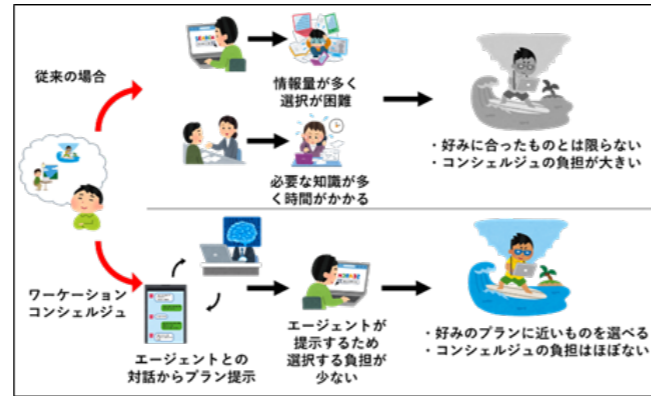 従来の場合
情報量が多く
選択が困難
必要な知識が多
く時間がかかる
・好みに合ったものとは限らない
・コンシェルジュの負担が大きい
ワーケーション
コンシェルジュ
エージェントとの
対話からプラン提示
エージェントが
提示するため
選択する負担が
少ない
・好みのプランに近いものを選べる
・コンシェルジュの負担はほぼない